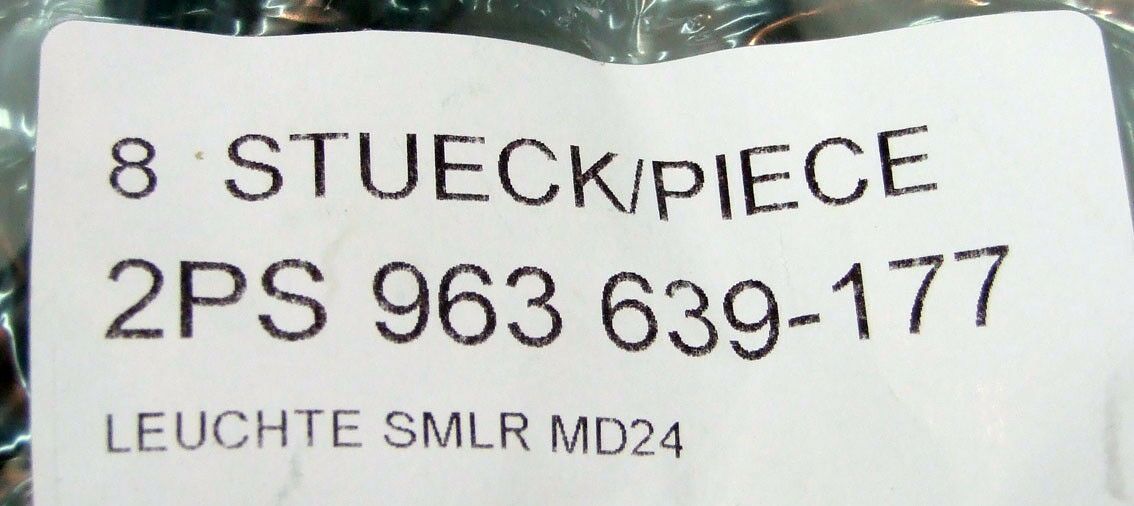 8 STUECK/PIECE
2PS 963 639-177
LEUCHTE SMLR MD24